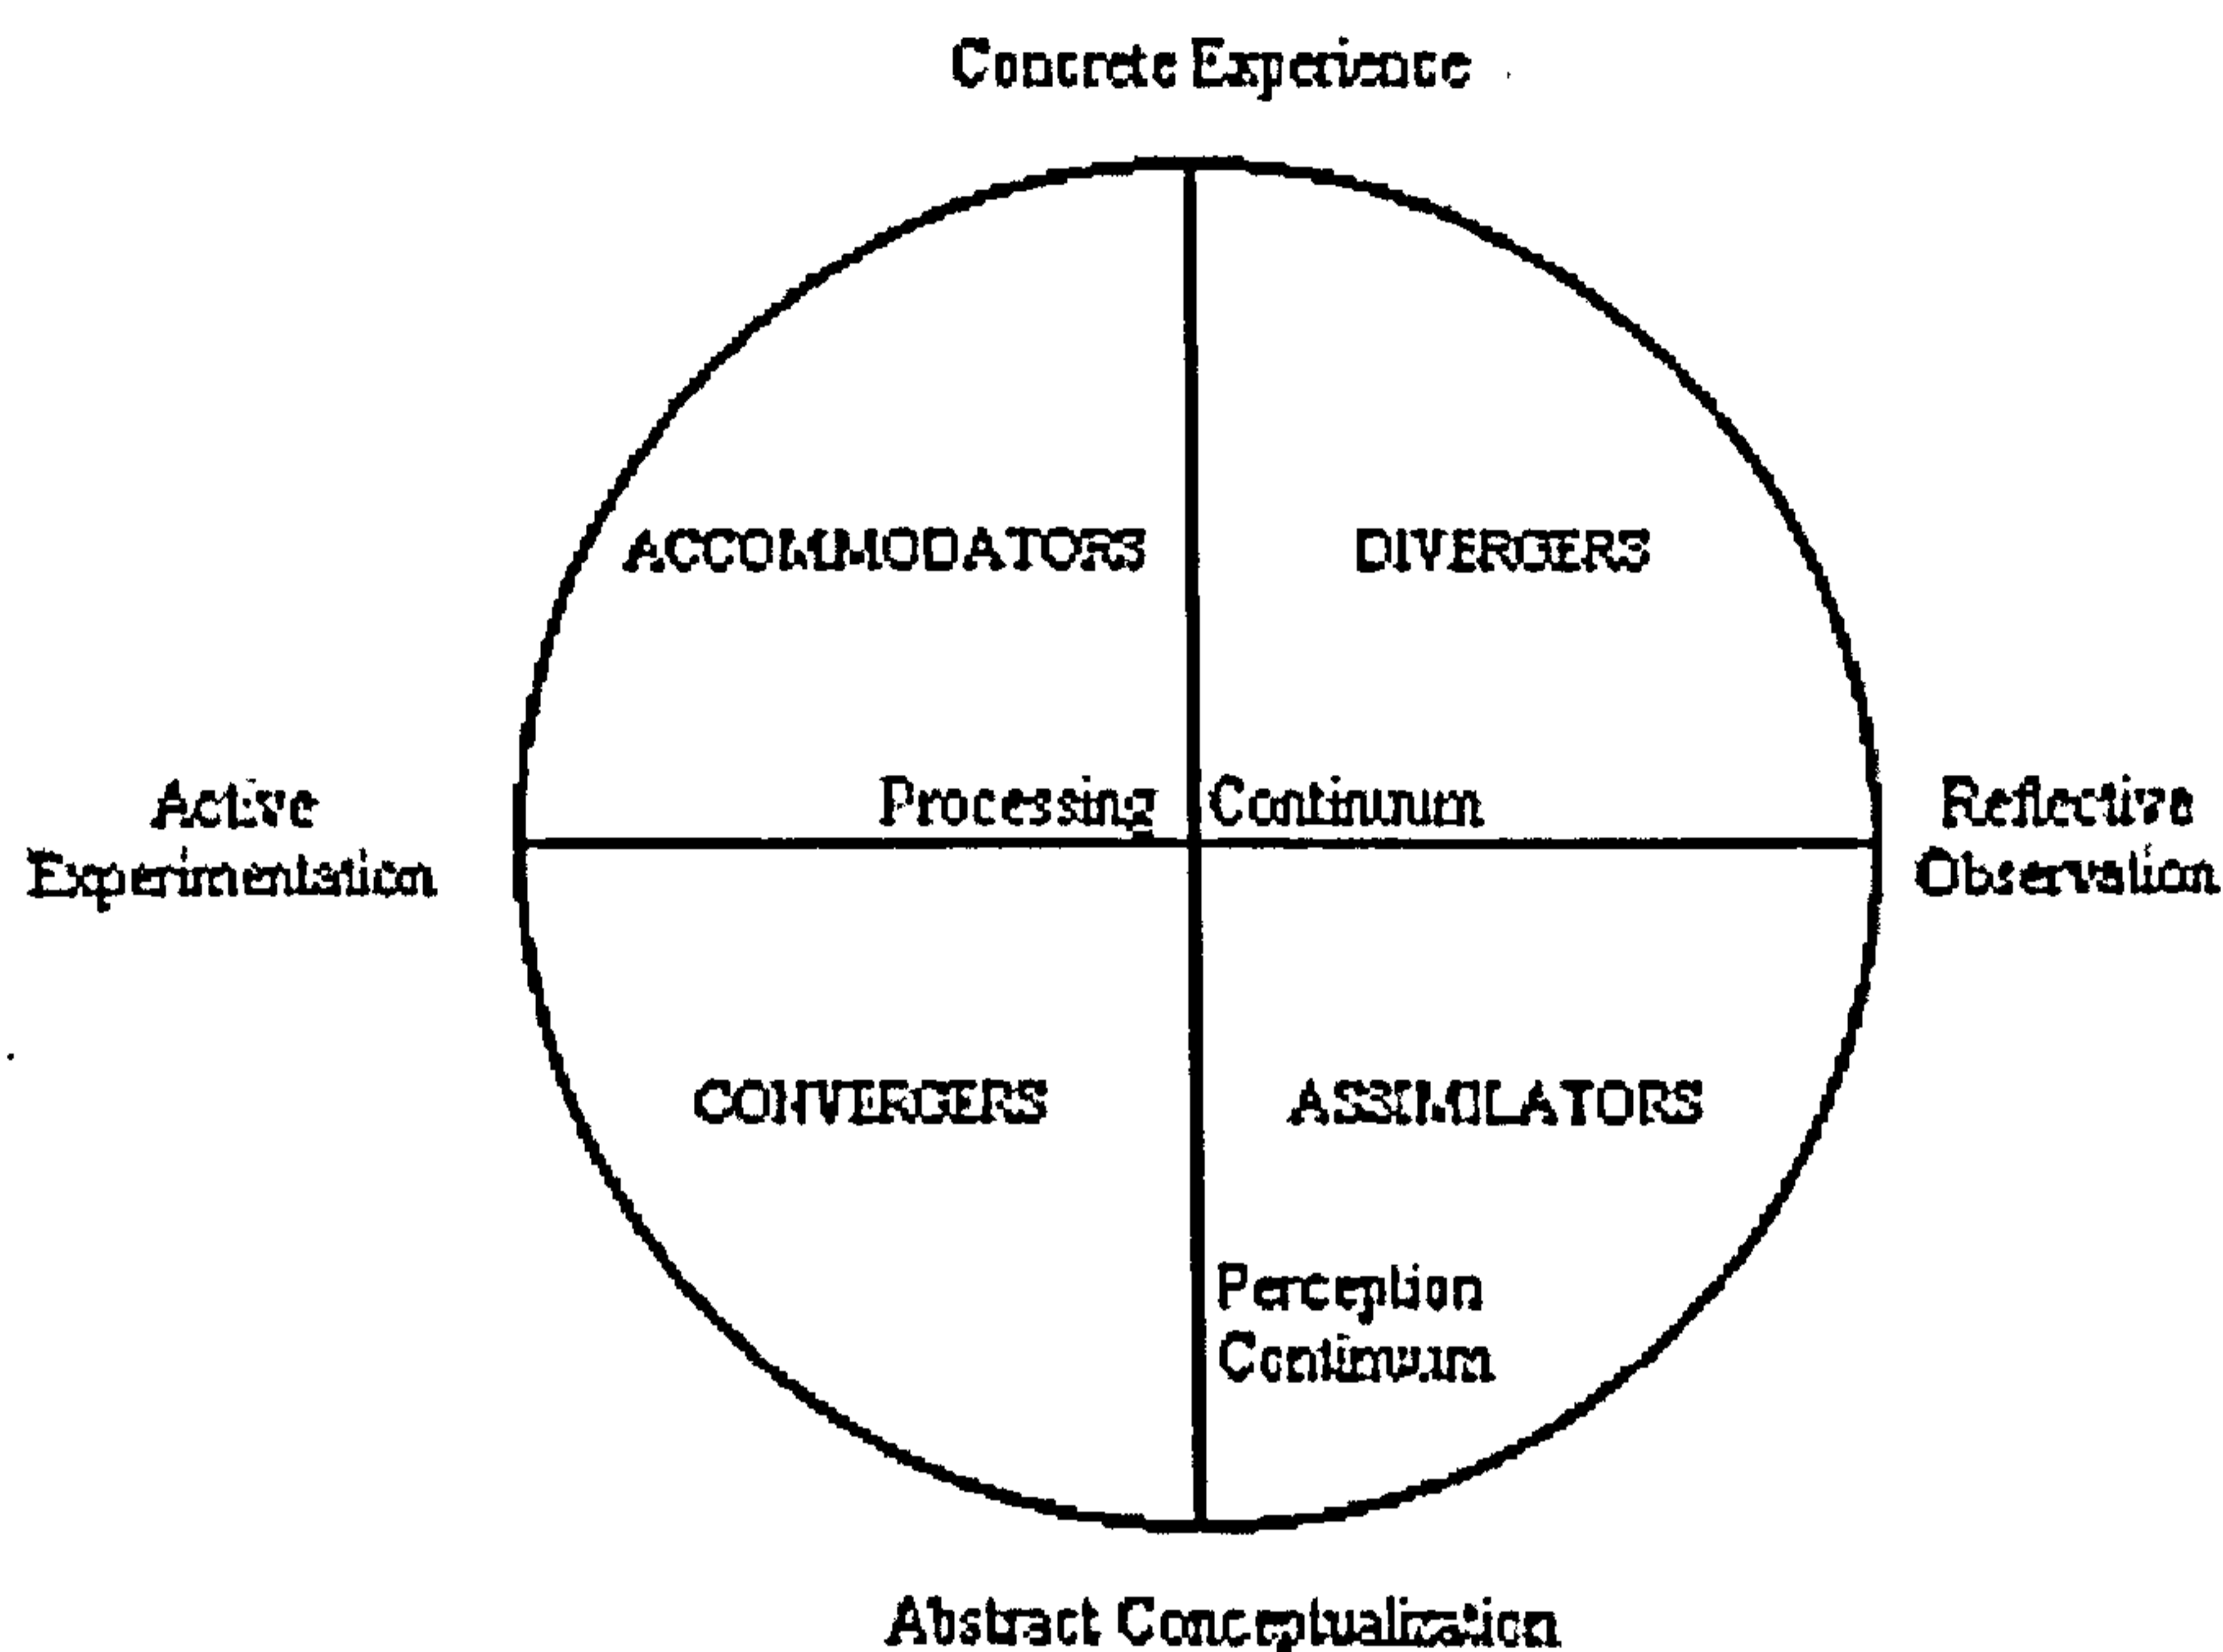 Concrete Experience
ACCOMMODATORS DIVERGERS
Processing Continuum
Active
Experimentation
Reflective
Observation
CONVERGERS ASSIMILATORS
Perception
Continuum
Abstract Conceptualization